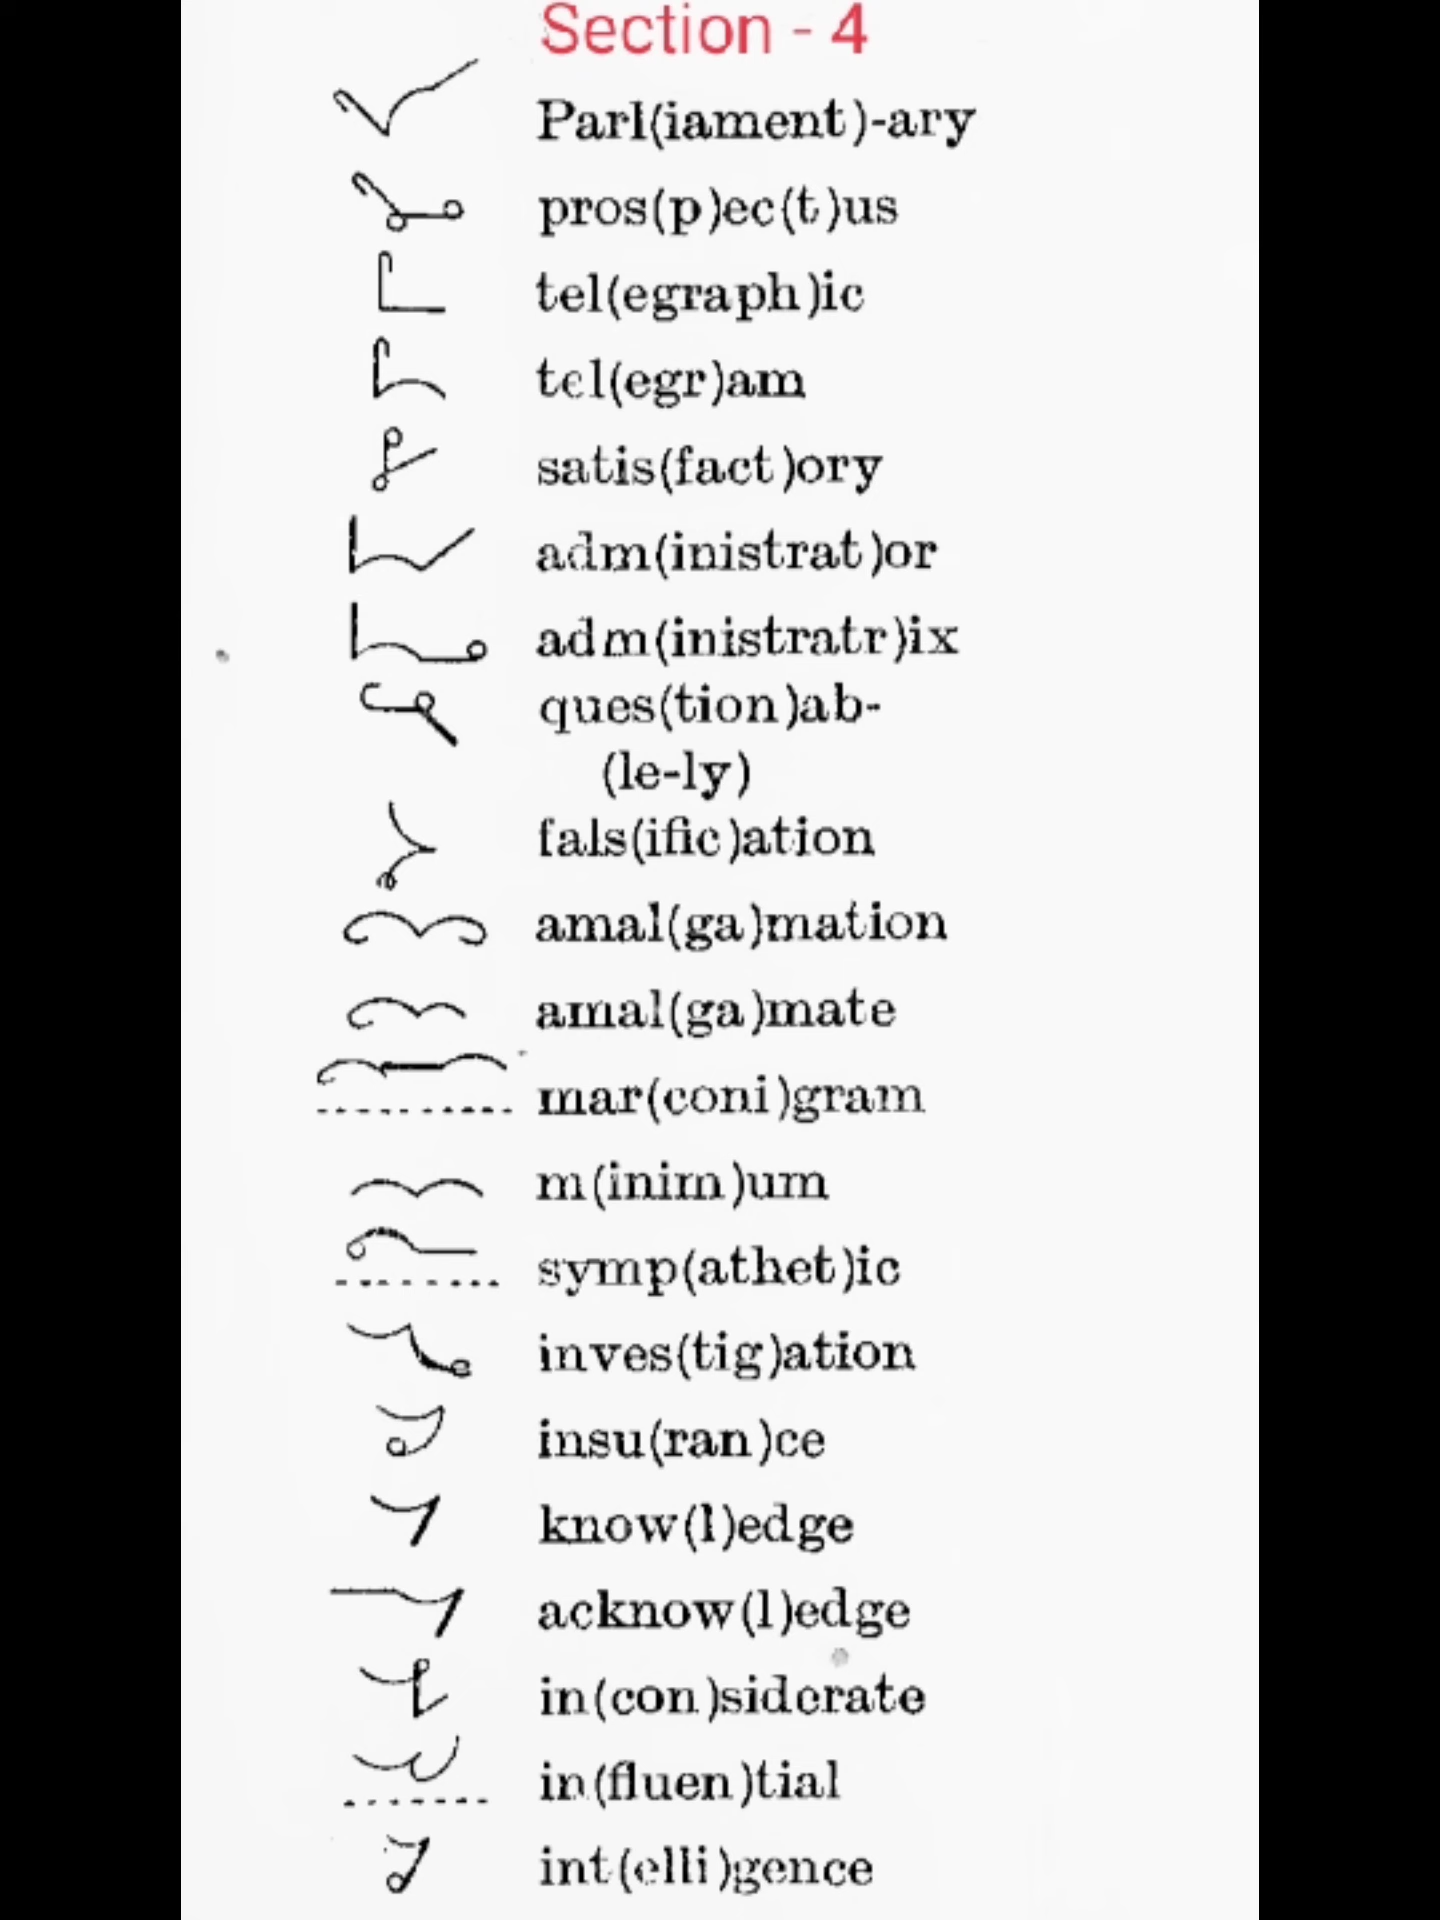 Section - 4
Parl(iament)-ary
pros(p)ec(t)us
tel(egraph)ic
tel(egr)am
satis(fact)ory
adm(inistrat)or
adm(inistratr)ix
ques(tion)ab-
(le-ly)
fals(ific)ation
amal(ga)mation
amal(ga)mate
mar(coni)gram
m(inim)um
symp(athet)ic
inves(tig)ation
insu(ran)ce
know(l)edge
acknow(l)edge
in(con)siderate
in(fluen)tial
int(elli)gence